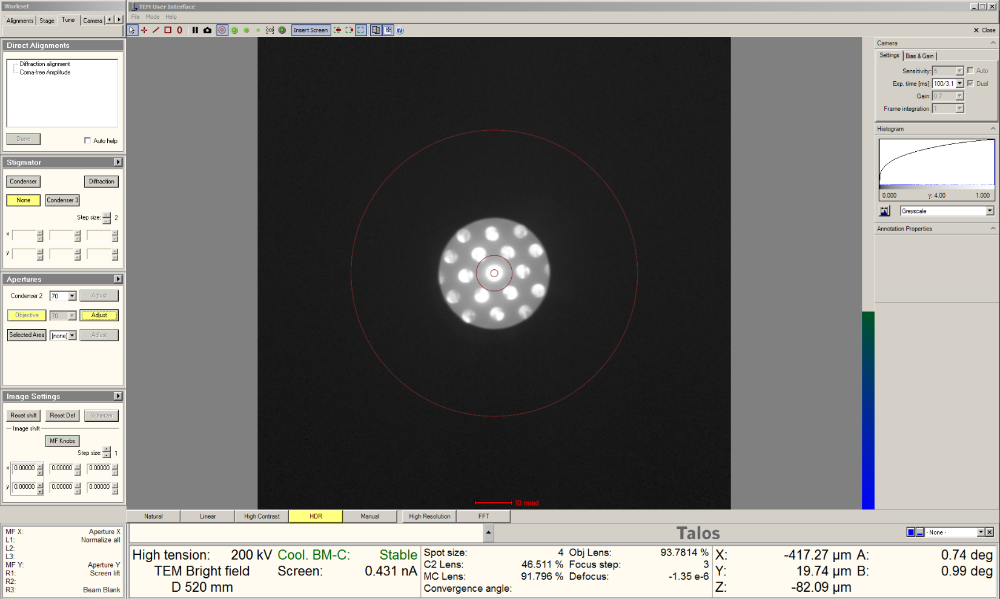 Workset
Alignments Stage Tune Camera
Direct Alignments
Diffraction alignment
Coma-free Amplitude
Done Auto help
Stigmator
Condenser Diffraction
None Condenser 3
Step size: 2
x
y
Apertures
Condenser 2 70 Adjust
Objective 70 Adjust
Selected Area [none] Adjust
Image Settings
Reset shift Reset Def Scherzer
Image shift
MF Knobs
Step size: 1
x 0.00000 0.00000 0.00000
y 0.00000 0.00000 0.00000
MF X: Aperture X
L1: Normalize all
L2:
L3:
MF Y: Aperture Y
R1: Screen lift
R2:
R3: Beam Blank
TEM User Interface
File Mode Help
Insert Screen
Close
10 mrad
Camera
Settings Bias & Gain
Sensitivity: 5 Auto
Exp. time [ms]: 100/3.1 Dual
Gain: 0.7
Frame integration: 1
Histogram
0.000 γ: 4.00 1.000
Greyscale
Annotation Properties
Natural Linear High Contrast HDR Manual High Resolution FFT
Talos
- None -
High tension: 200 kV Cool. BM-C: Stable
TEM Bright field Screen: 0.431 nA
D 520 mm
Spot size: 4 Obj Lens: 93.7814 %
C2 Lens: 46.511 % Focus step: 3
MC Lens: 91.796 % Defocus: -1.35 e-6
Convergence angle:
X: -417.27 µm A: 0.74 deg
Y: 19.74 µm B: 0.99 deg
Z: -82.09 µm